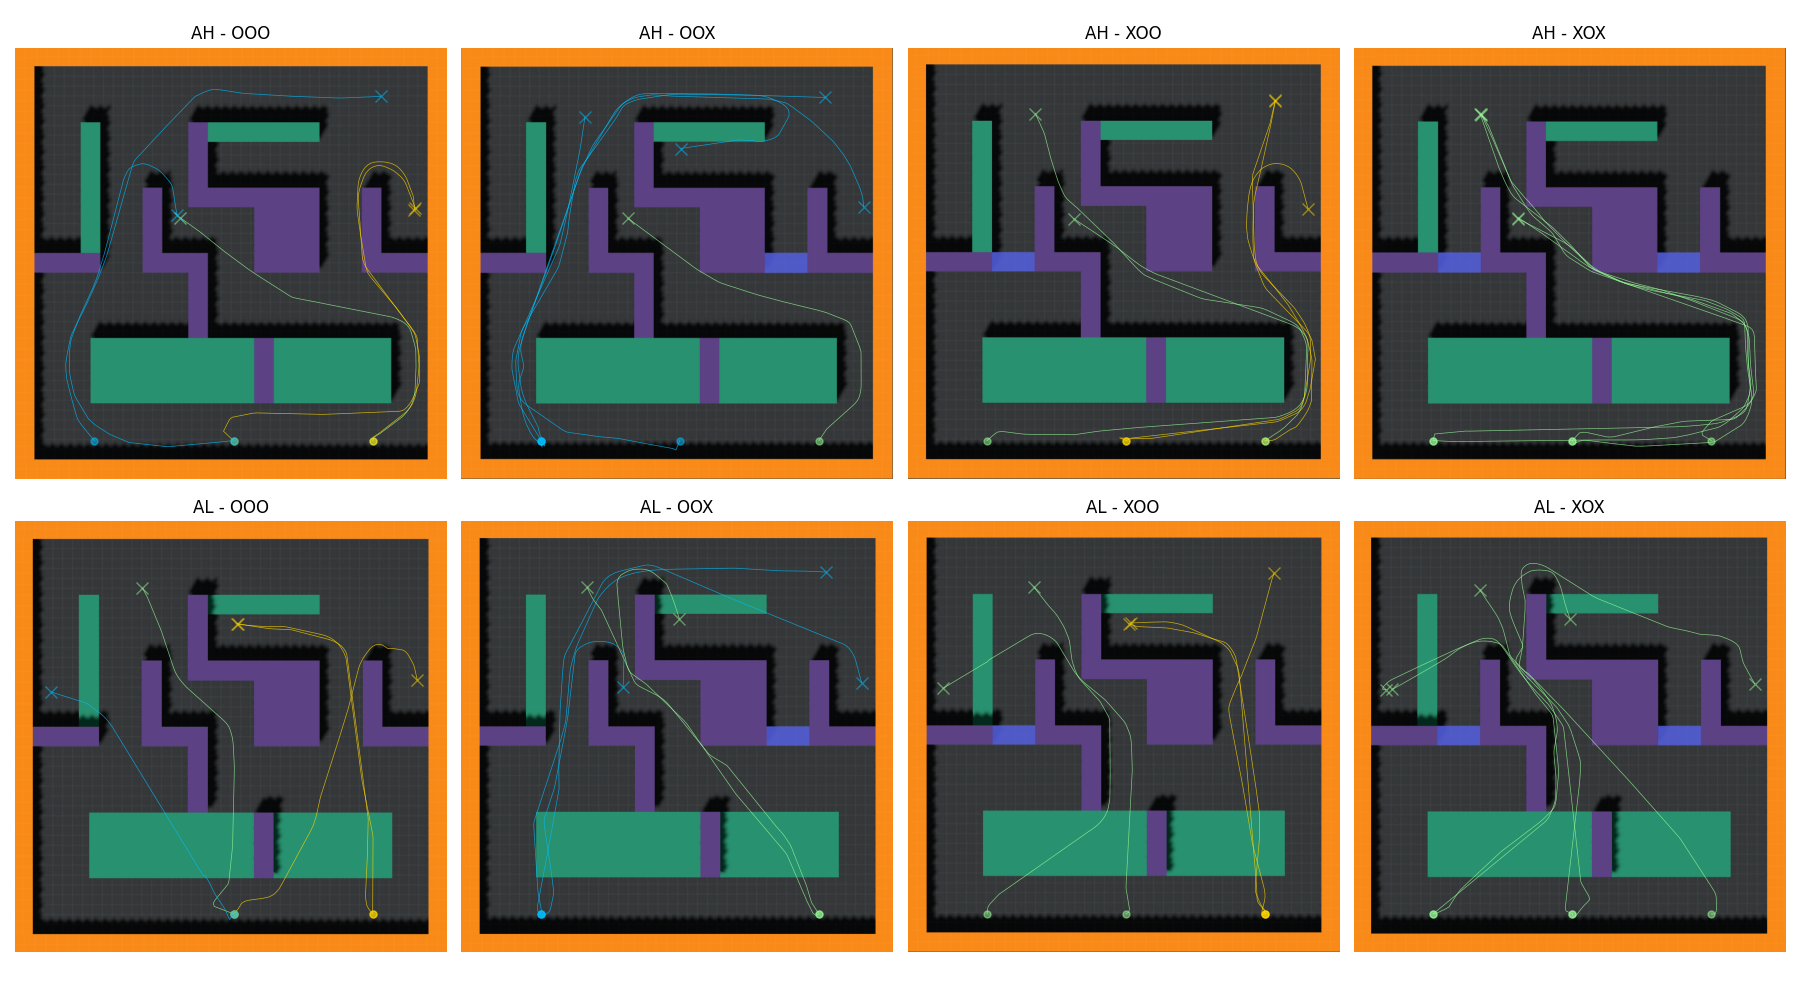 AH - OOO
AH - OOX
AH - XOO
AH - XOX
AL - OOO
AL - OOX
AL - XOO
AL - XOX